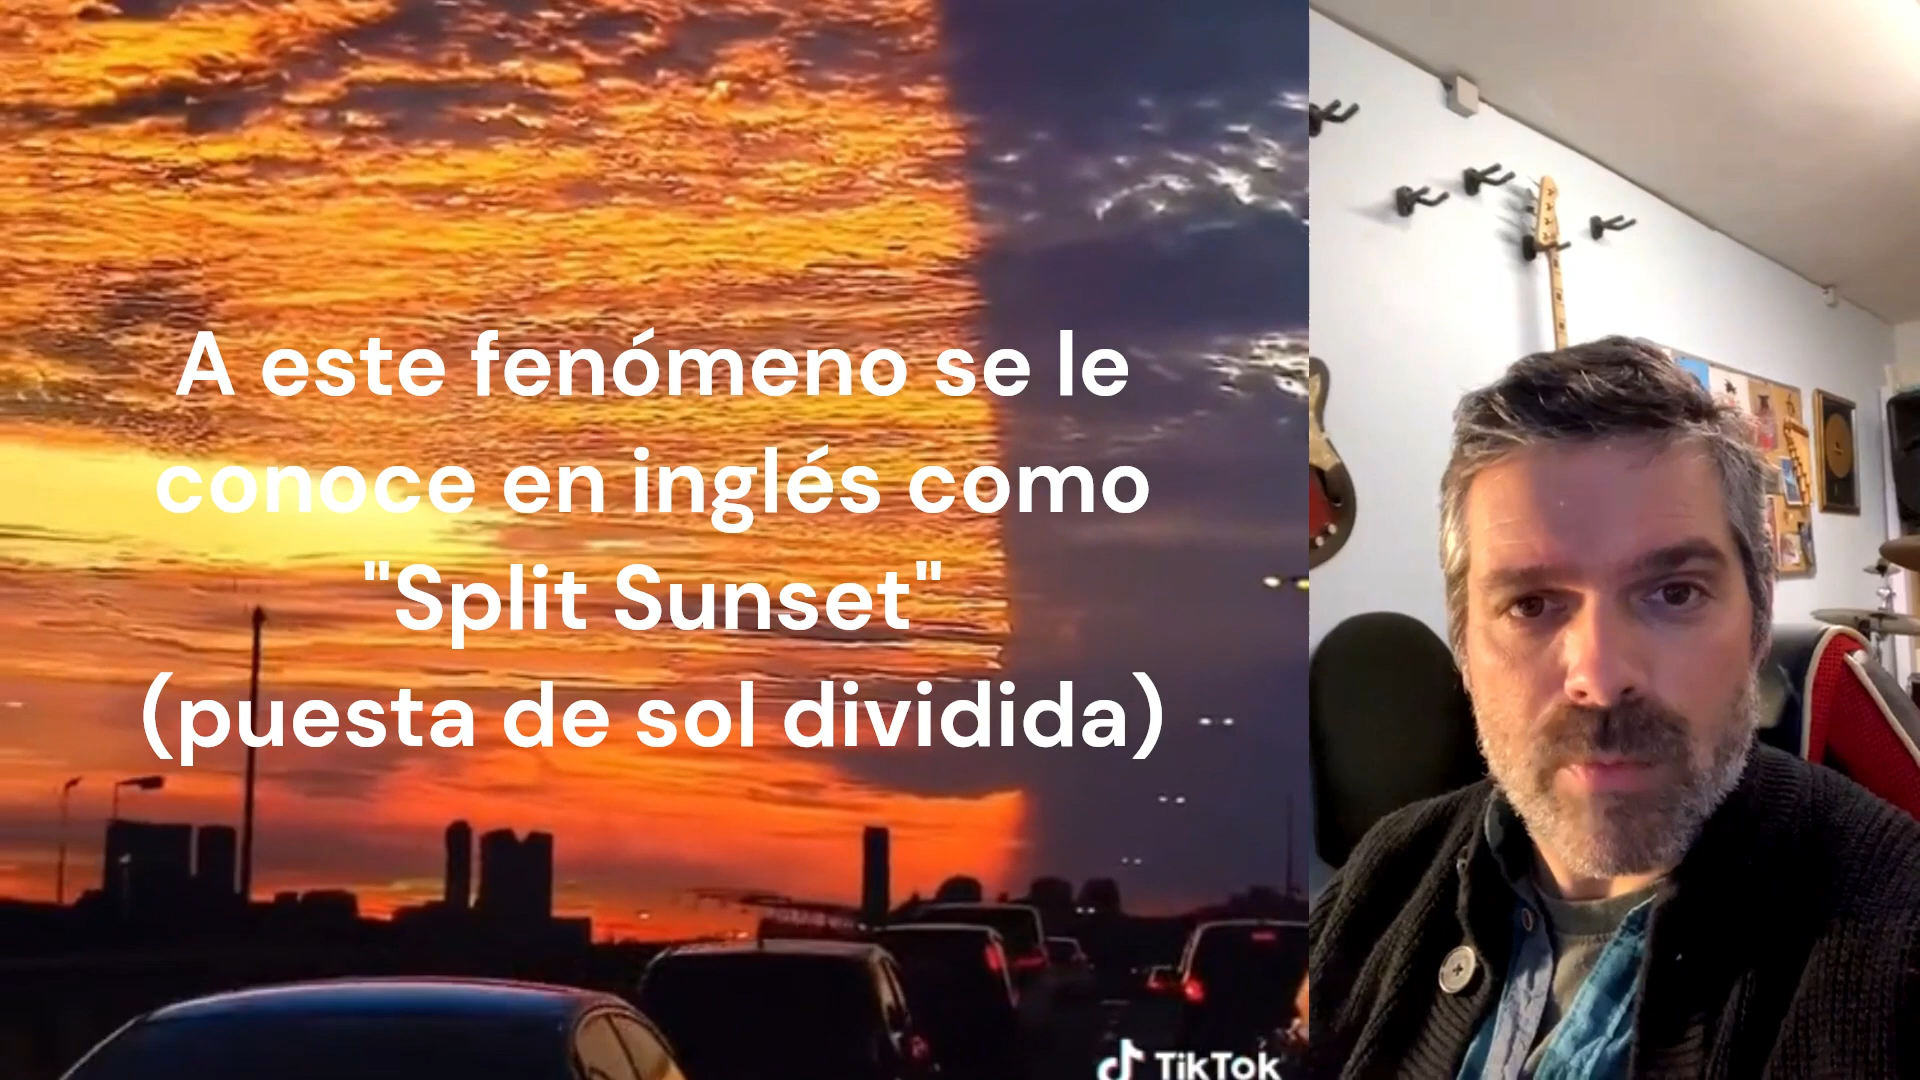 A este fenómeno se le
conoce en inglés como
"Split Sunset"
(puesta de sol dividida)
TikTok